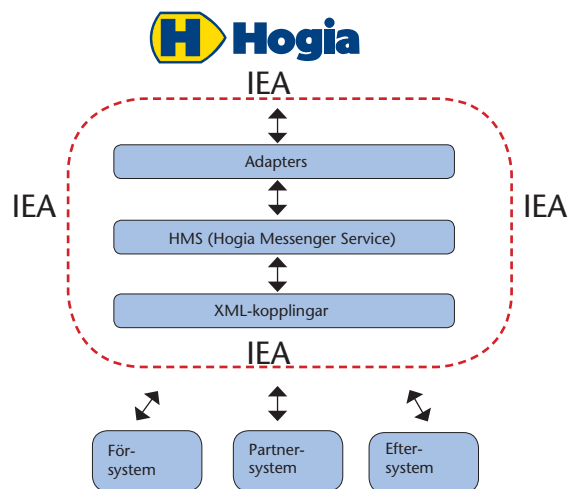 H Hogia
IEA
Adapters
IEA
IEA
HMS (Hogia Messenger Service)
XML-kopplingar
IEA
För-
system
Partner-
system
Efter-
system